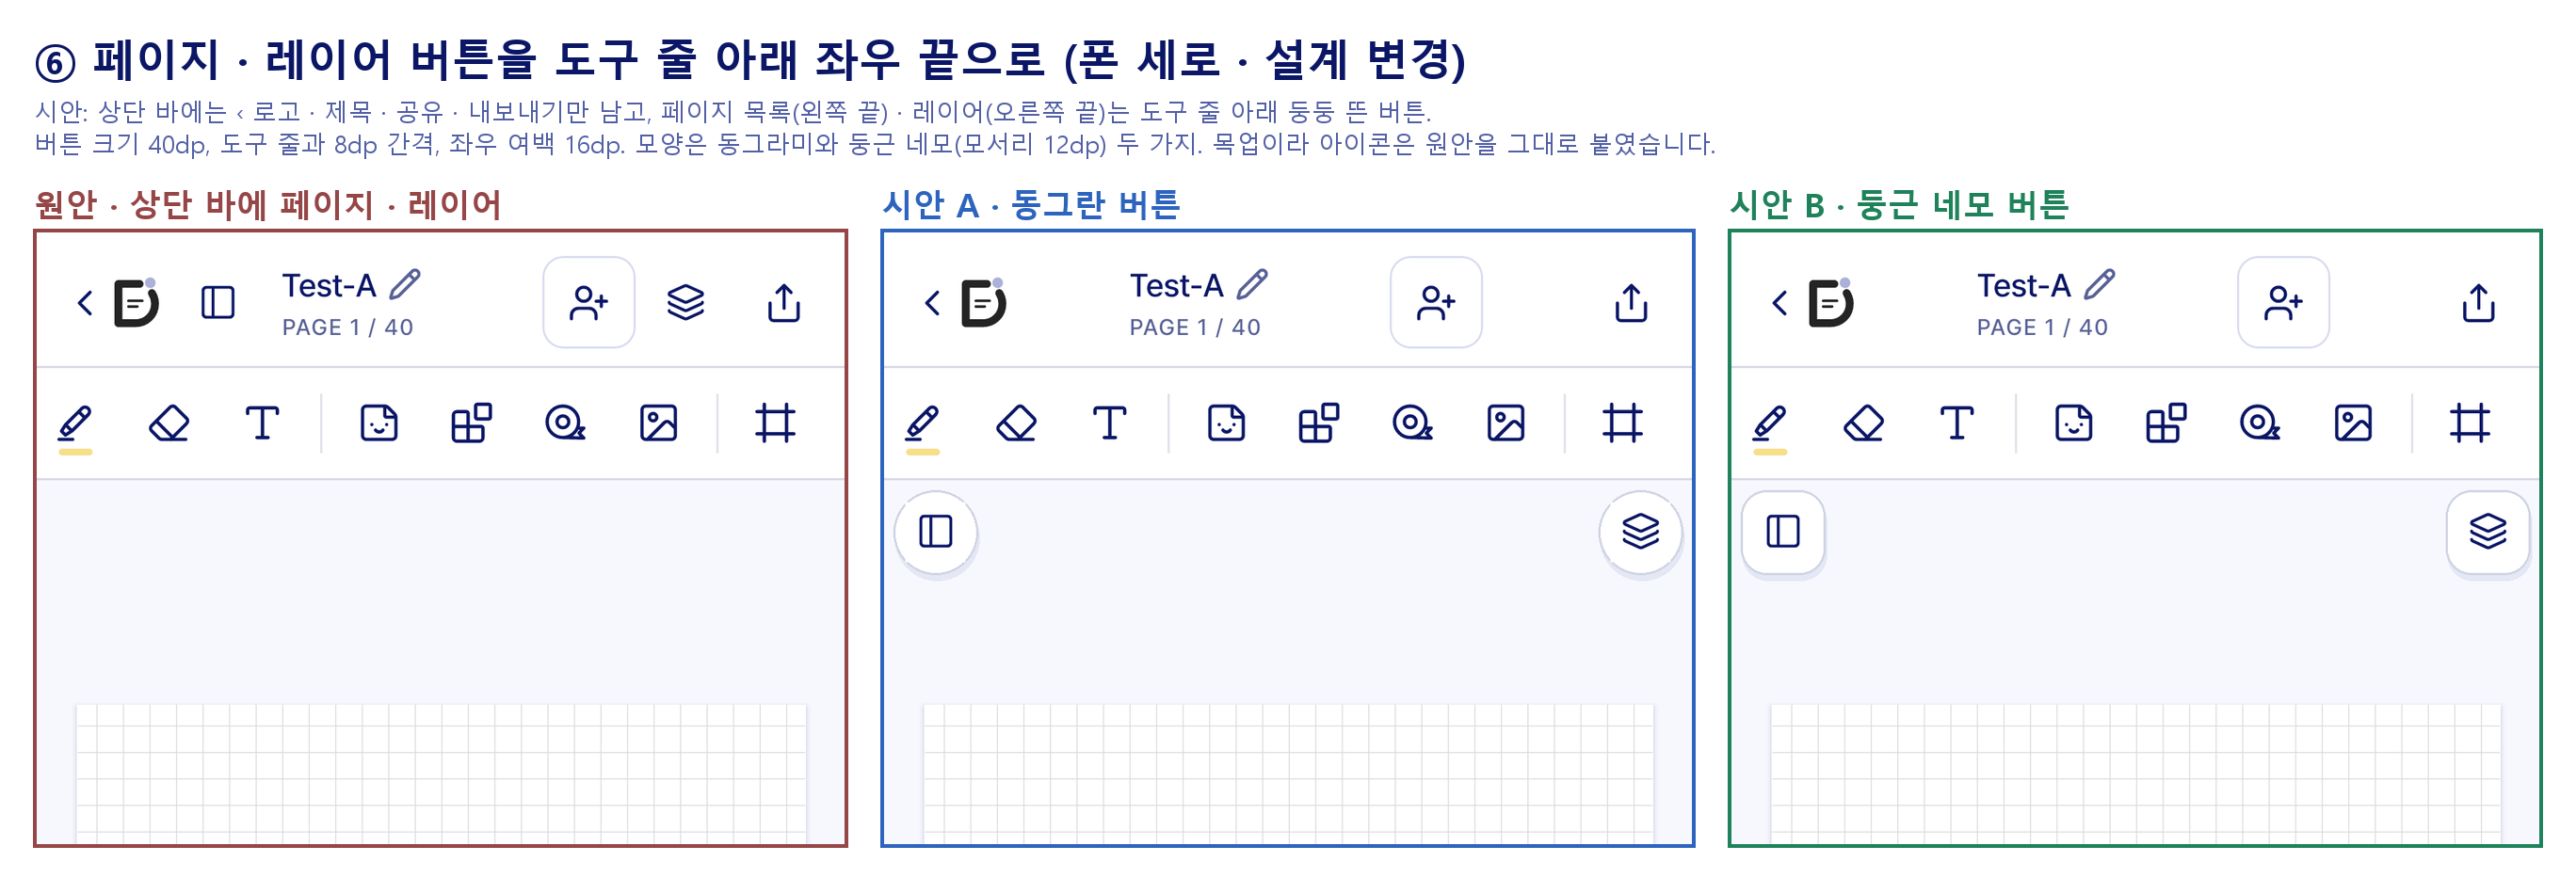 ⑥ 페이지 · 레이어 버튼을 도구 줄 아래 좌우 끝으로 (폰 세로 · 설계 변경)
시안: 상단 바에는 ‹ 로고 · 제목 · 공유 · 내보내기만 남고, 페이지 목록(왼쪽 끝) · 레이어(오른쪽 끝)는 도구 줄 아래 둥둥 뜬 버튼.
버튼 크기 40dp, 도구 줄과 8dp 간격, 좌우 여백 16dp. 모양은 동그라미와 둥근 네모(모서리 12dp) 두 가지. 목업이라 아이콘은 원안을 그대로 붙였습니다.
원안 · 상단 바에 페이지 · 레이어
Test-A
PAGE 1 / 40
시안 A · 동그란 버튼
Test-A
PAGE 1 / 40
시안 B · 둥근 네모 버튼
Test-A
PAGE 1 / 40